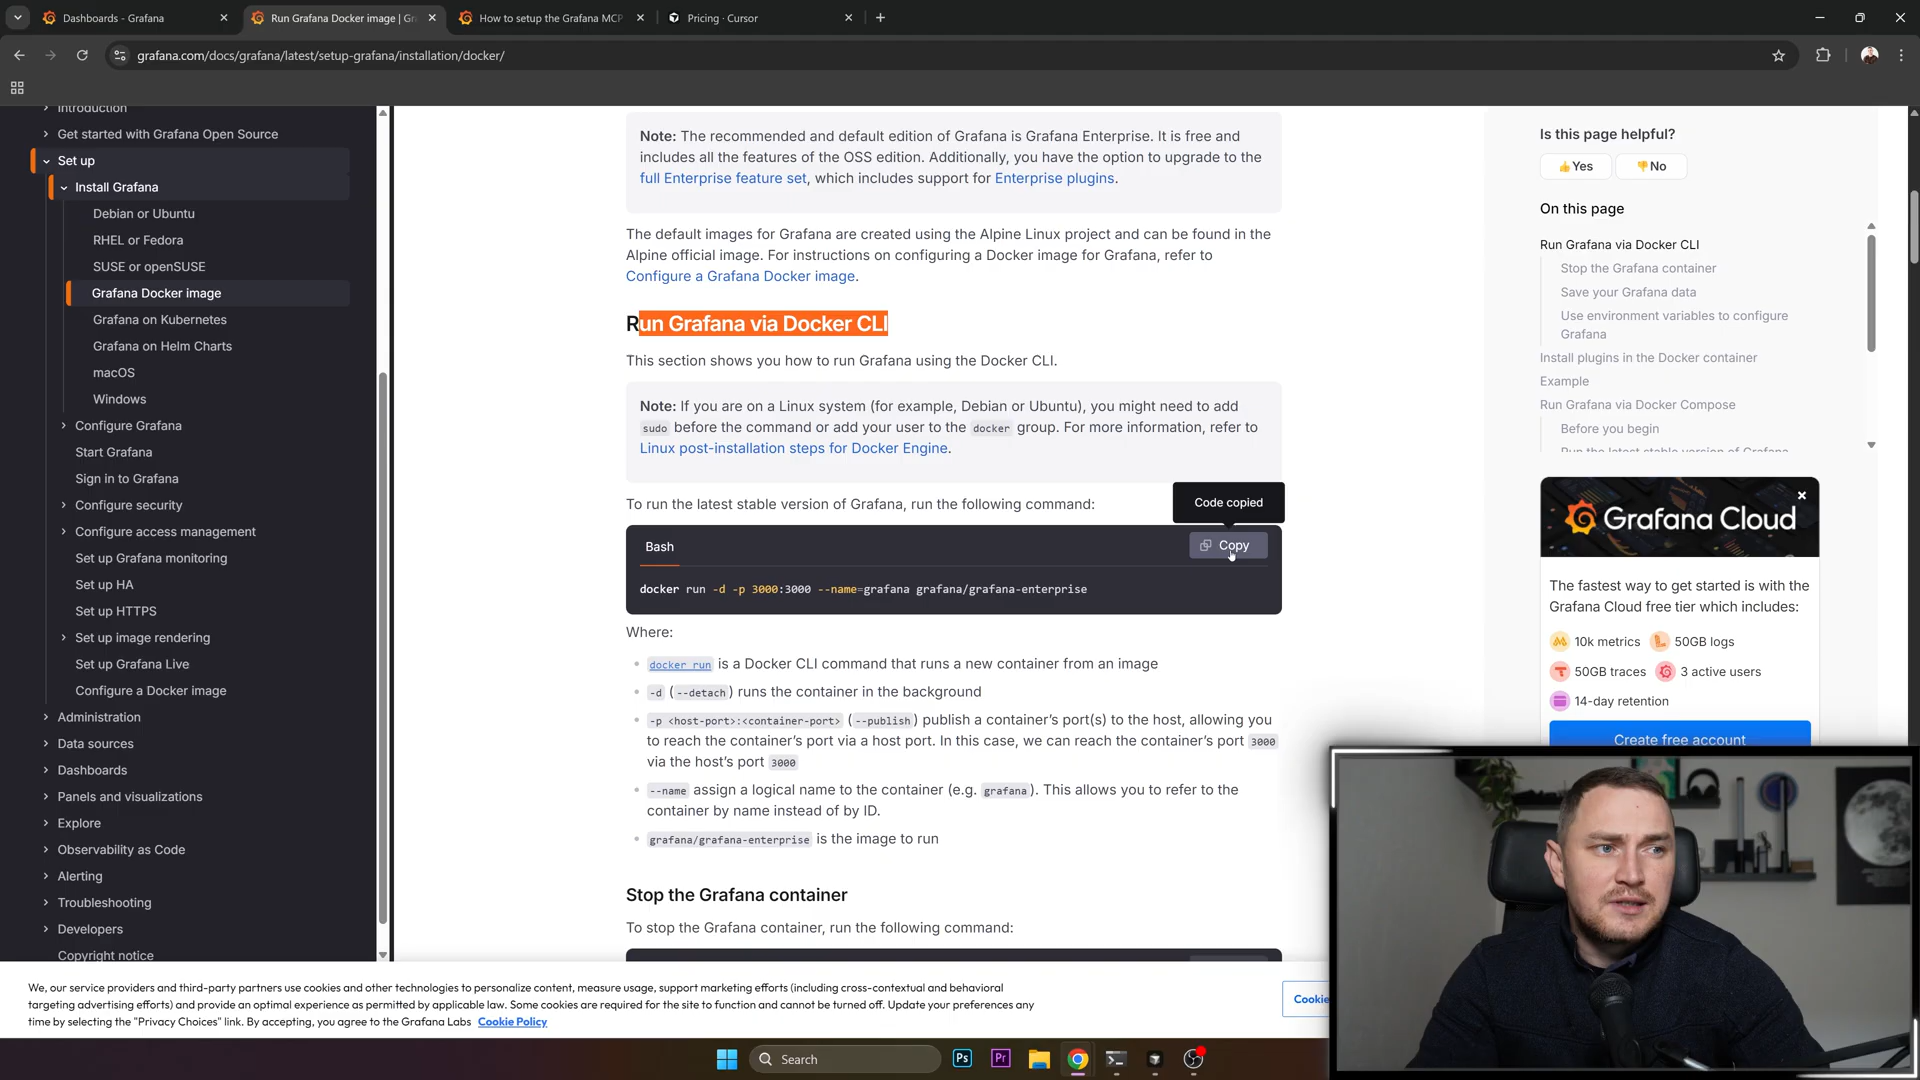 Dashboards - Grafana
Run Grafana Docker image | Gr
How to setup the Grafana MCP
Pricing · Cursor
grafana.com/docs/grafana/latest/setup-grafana/installation/docker/
Introduction
Get started with Grafana Open Source
Set up
Install Grafana
Debian or Ubuntu
RHEL or Fedora
SUSE or openSUSE
Grafana Docker image
Grafana on Kubernetes
Grafana on Helm Charts
macOS
Windows
Configure Grafana
Start Grafana
Sign in to Grafana
Configure security
Configure access management
Set up Grafana monitoring
Set up HA
Set up HTTPS
Set up image rendering
Set up Grafana Live
Configure a Docker image
Administration
Data sources
Dashboards
Panels and visualizations
Explore
Observability as Code
Alerting
Troubleshooting
Developers
Copyright notice
Note: The recommended and default edition of Grafana is Grafana Enterprise. It is free and
includes all the features of the OSS edition. Additionally, you have the option to upgrade to the
full Enterprise feature set, which includes support for Enterprise plugins.
The default images for Grafana are created using the Alpine Linux project and can be found in the
Alpine official image. For instructions on configuring a Docker image for Grafana, refer to
Configure a Grafana Docker image.
Run Grafana via Docker CLI
This section shows you how to run Grafana using the Docker CLI.
Note: If you are on a Linux system (for example, Debian or Ubuntu), you might need to add
sudo before the command or add your user to the docker group. For more information, refer to
Linux post-installation steps for Docker Engine.
To run the latest stable version of Grafana, run the following command:
Code copied
Bash
Copy
docker run -d -p 3000:3000 --name=grafana grafana/grafana-enterprise
Where:
docker run is a Docker CLI command that runs a new container from an image
-d (--detach) runs the container in the background
-p <host-port>:<container-port> (--publish) publish a container's port(s) to the host, allowing you
to reach the container's port via a host port. In this case, we can reach the container's port 3000
via the host's port 3000
--name assign a logical name to the container (e.g. grafana). This allows you to refer to the
container by name instead of by ID.
grafana/grafana-enterprise is the image to run
Stop the Grafana container
To stop the Grafana container, run the following command:
Is this page helpful?
Yes
No
On this page
Run Grafana via Docker CLI
Stop the Grafana container
Save your Grafana data
Use environment variables to configure
Grafana
Install plugins in the Docker container
Example
Run Grafana via Docker Compose
Before you begin
Run the latest stable version of Grafana
Grafana Cloud
The fastest way to get started is with the
Grafana Cloud free tier which includes:
10k metrics
50GB logs
50GB traces
3 active users
14-day retention
Create free account
We, our service providers and third-party partners use cookies and other technologies to personalize content, measure usage, support marketing efforts (including cross-contextual and behavioral
targeting advertising efforts) and provide an optimal experience as permitted by applicable law. Some cookies are required for the site to function and cannot be turned off. Update your preferences any
time by selecting the "Privacy Choices" link. By accepting, you agree to the Grafana Labs Cookie Policy
Cookie
Search
Ps
Pr